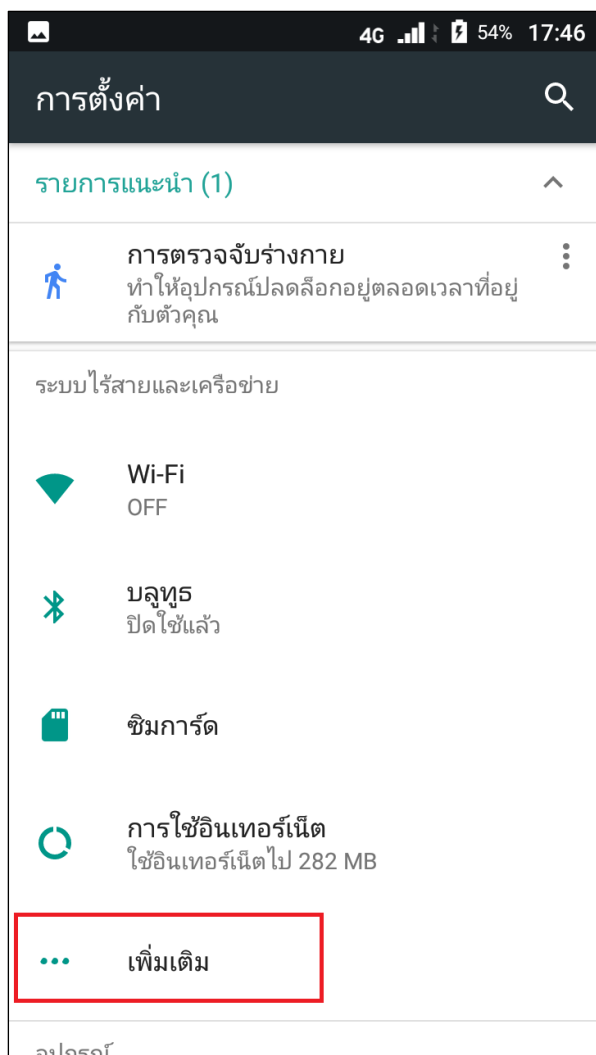 4G 54% 17:46
การตั้งค่า
รายการแนะนำ (1)
การตรวจจับร่างกาย
ทำให้อุปกรณ์ปลดล็อกอยู่ตลอดเวลาที่อยู่
กับตัวคุณ
ระบบไร้สายและเครือข่าย
Wi-Fi
OFF
บลูทูธ
ปิดใช้แล้ว
ซิมการ์ด
การใช้อินเทอร์เน็ต
ใช้อินเทอร์เน็ตไป 282 MB
เพิ่มเติม
อุปกรณ์